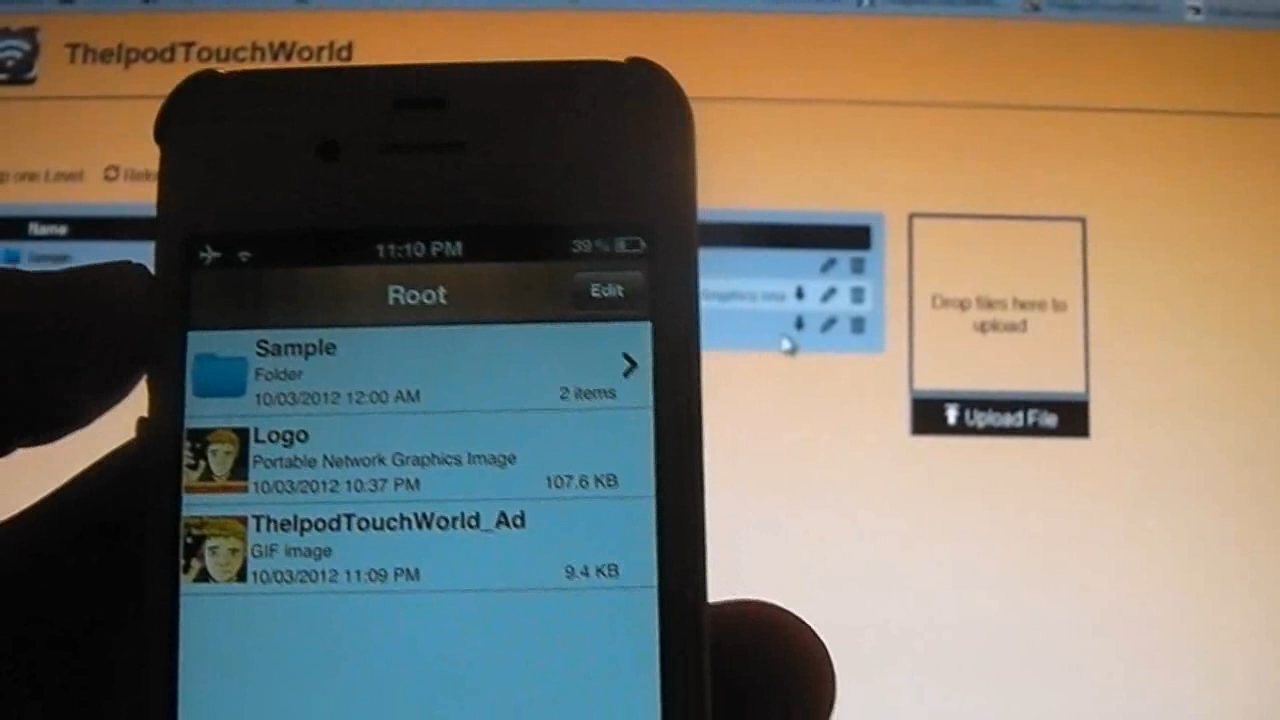 TheIpodTouchWorld
Name
11:10 PM
39 %
Root
Edit
Sample
Folder
10/03/2012 12:00 AM
2 items
Logo
Portable Network Graphics Image
10/03/2012 10:37 PM
107.6 KB
TheIpodTouchWorld_Ad
GIF image
10/03/2012 11:09 PM
9.4 KB
Drop files here to
upload
Upload File